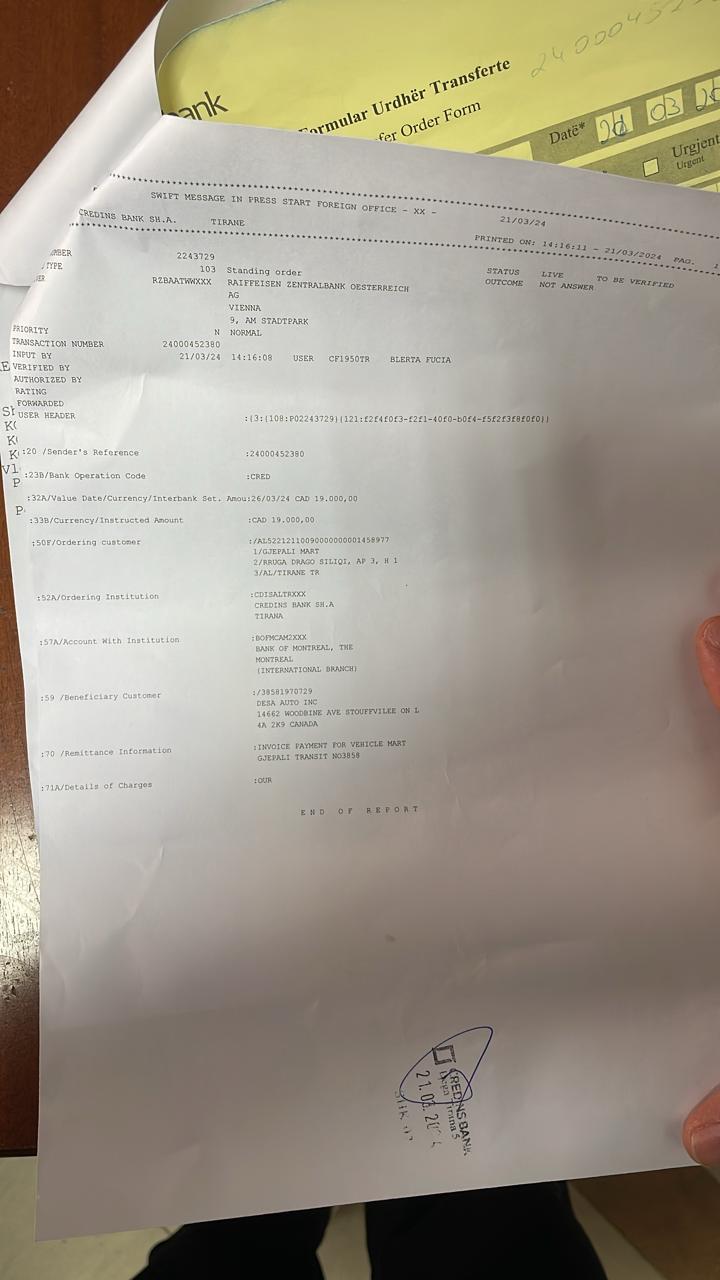 ank
Formular Urdhër Transferte
fer Order Form
Datë*
03
Urgjent
Urgent
SWIFT MESSAGE IN PRESS START FOREIGN OFFICE - XX -
21/03/24
CREDINS BANK SH.A. TIRANE
PRINTED ON: 14:16:11 - 21/03/2024 PAG. 1
2243729
TYPE 103 Standing order
STATUS LIVE TO BE VERIFIED
OUTCOME NOT ANSWER
RZBAATWWXXX RAIFFEISEN ZENTRALBANK OESTERREICH
AG
VIENNA
9, AM STADTPARK
PRIORITY N NORMAL
TRANSACTION NUMBER 24000452380
INPUT BY 21/03/24 14:16:08 USER CF1950TR BLERTA FUCIA
VERIFIED BY
AUTHORIZED BY
RATING
FORWARDED
USER HEADER :{3:{108:P02243729}{121:f2f4f0f3-f2f1-40f0-b0f4-f5f2f3f8f0f0}}
:20 /Sender's Reference :24000452380
:23B/Bank Operation Code :CRED
:32A/Value Date/Currency/Interbank Set. Amou:26/03/24 CAD 19.000,00
:33B/Currency/Instructed Amount :CAD 19.000,00
:50F/Ordering customer :/AL52212110090000000001458977
1/GJEPALI MART
2/RRUGA DRAGO SILIQI, AP 3, H 1
3/AL/TIRANE TR
:52A/Ordering Institution :CDISALTRXXX
CREDINS BANK SH.A
TIRANA
:57A/Account With Institution :BOFMCAM2XXX
BANK OF MONTREAL, THE
MONTREAL
(INTERNATIONAL BRANCH)
:59 /Beneficiary Customer :/38581970729
DESA AUTO INC
14662 WOODBINE AVE STOUFFVILEE ON L
4A 2K9 CANADA
:70 /Remittance Information :INVOICE PAYMENT FOR VEHICLE MART
GJEPALI TRANSIT NO3858
:71A/Details of Charges :OUR
END OF REPORT
CREDINS BANK
Dega Tirana 5